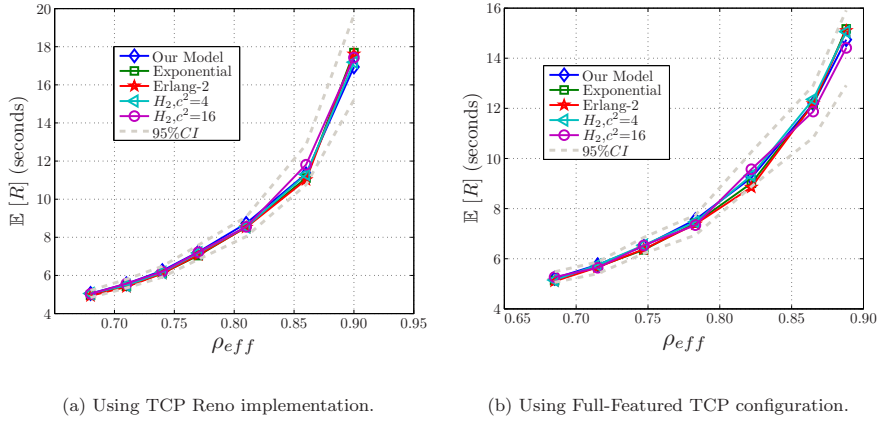 20
18
16
14
12
10
8
6
4
𝔼 [R] (seconds)
Our Model
Exponential
Erlang-2
H₂,c²=4
H₂,c²=16
95%CI
0.70 0.75 0.80 0.85 0.90 0.95
ρeff
(a) Using TCP Reno implementation.
16
14
12
10
8
6
4
𝔼 [R] (seconds)
Our Model
Exponential
Erlang-2
H₂,c²=4
H₂,c²=16
95%CI
0.65 0.70 0.75 0.80 0.85 0.90
ρeff
(b) Using Full-Featured TCP configuration.